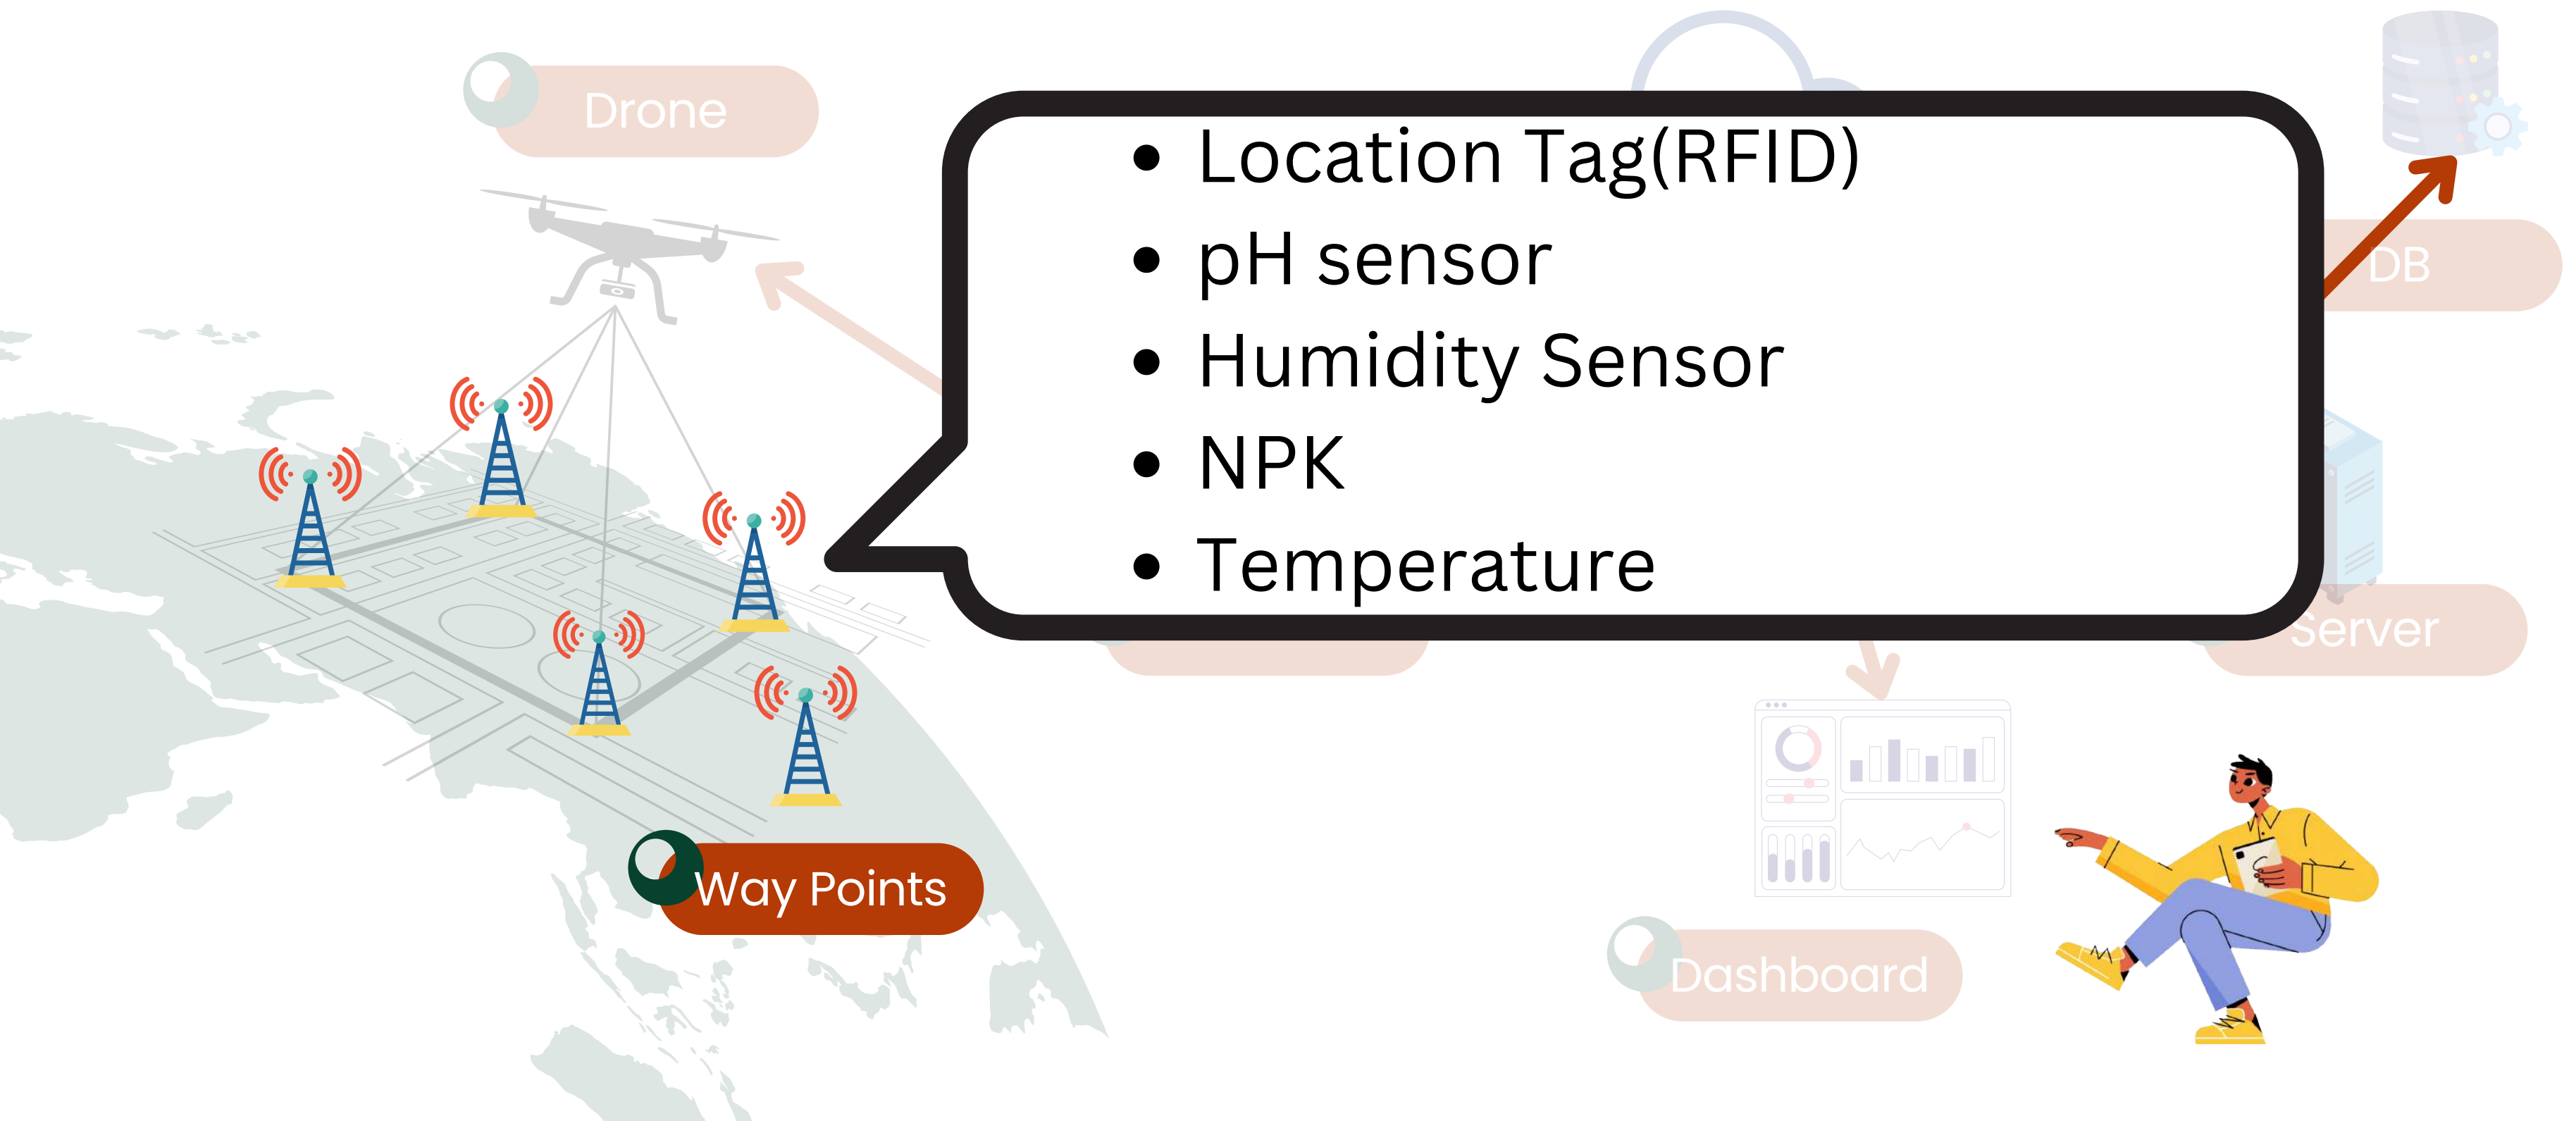 Drone
Location Tag(RFID)
pH sensor
Humidity Sensor
NPK
Temperature
DB
Server
Way Points
Dashboard